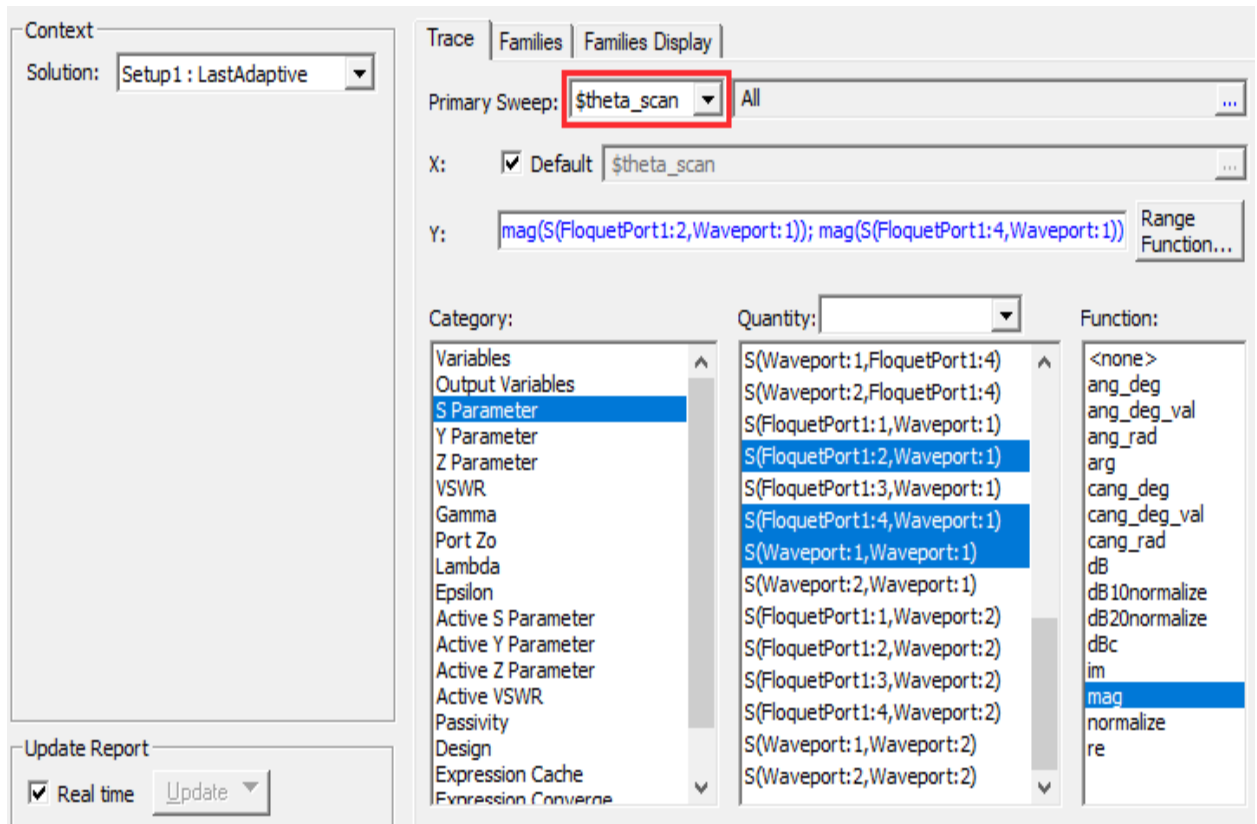 Context
Solution: Setup1 : LastAdaptive
Update Report
Real time Update
Trace Families Families Display
Primary Sweep: $theta_scan All ...
X: Default $theta_scan ...
Y: mag(S(FloquetPort1:2,Waveport:1)); mag(S(FloquetPort1:4,Waveport:1)) Range
Function...
Category:
Variables
Output Variables
S Parameter
Y Parameter
Z Parameter
VSWR
Gamma
Port Zo
Lambda
Epsilon
Active S Parameter
Active Y Parameter
Active Z Parameter
Active VSWR
Passivity
Design
Expression Cache
Expression Converge
Quantity:
S(Waveport:1,FloquetPort1:4)
S(Waveport:2,FloquetPort1:4)
S(FloquetPort1:1,Waveport:1)
S(FloquetPort1:2,Waveport:1)
S(FloquetPort1:3,Waveport:1)
S(FloquetPort1:4,Waveport:1)
S(Waveport:1,Waveport:1)
S(Waveport:2,Waveport:1)
S(FloquetPort1:1,Waveport:2)
S(FloquetPort1:2,Waveport:2)
S(FloquetPort1:3,Waveport:2)
S(FloquetPort1:4,Waveport:2)
S(Waveport:1,Waveport:2)
S(Waveport:2,Waveport:2)
Function:
<none>
ang_deg
ang_deg_val
ang_rad
arg
cang_deg
cang_deg_val
cang_rad
dB
dB10normalize
dB20normalize
dBc
im
mag
normalize
re